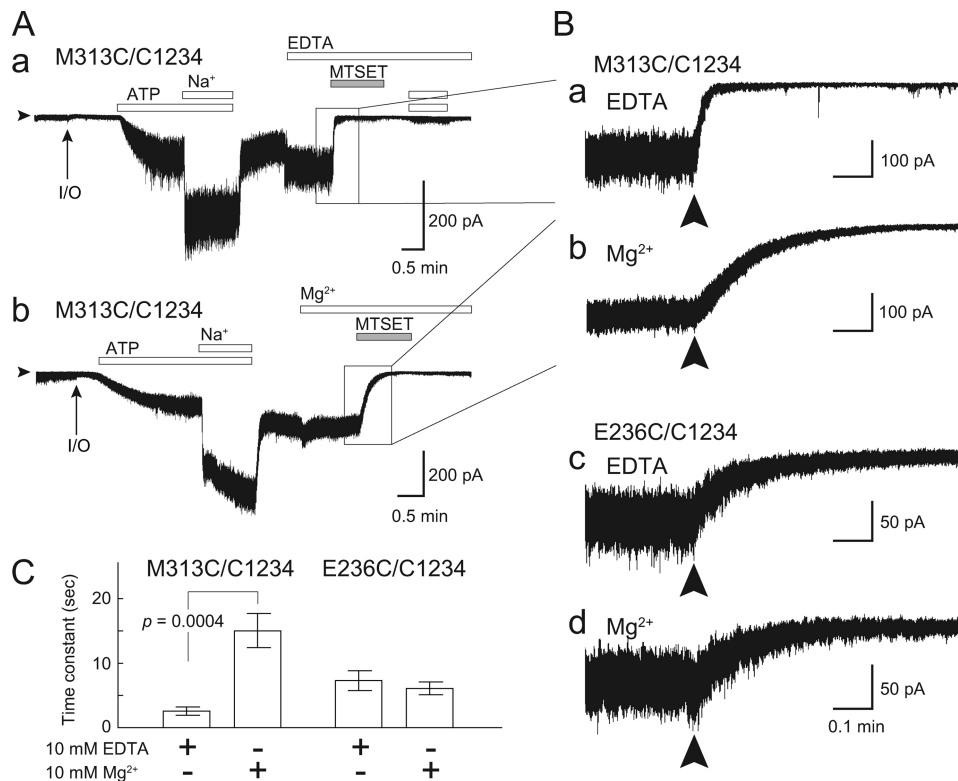 A
a
M313C/C1234
EDTA
MTSET
Na⁺
ATP
I/O
200 pA
0.5 min
b
M313C/C1234
Mg²⁺
MTSET
Na⁺
ATP
I/O
200 pA
0.5 min
B
M313C/C1234
a
EDTA
100 pA
b
Mg²⁺
100 pA
E236C/C1234
c
EDTA
50 pA
d
Mg²⁺
50 pA
0.1 min
C
M313C/C1234 E236C/C1234
Time constant (sec)
20
10
0
p = 0.0004
10 mM EDTA + - + -
10 mM Mg²⁺ - + - +